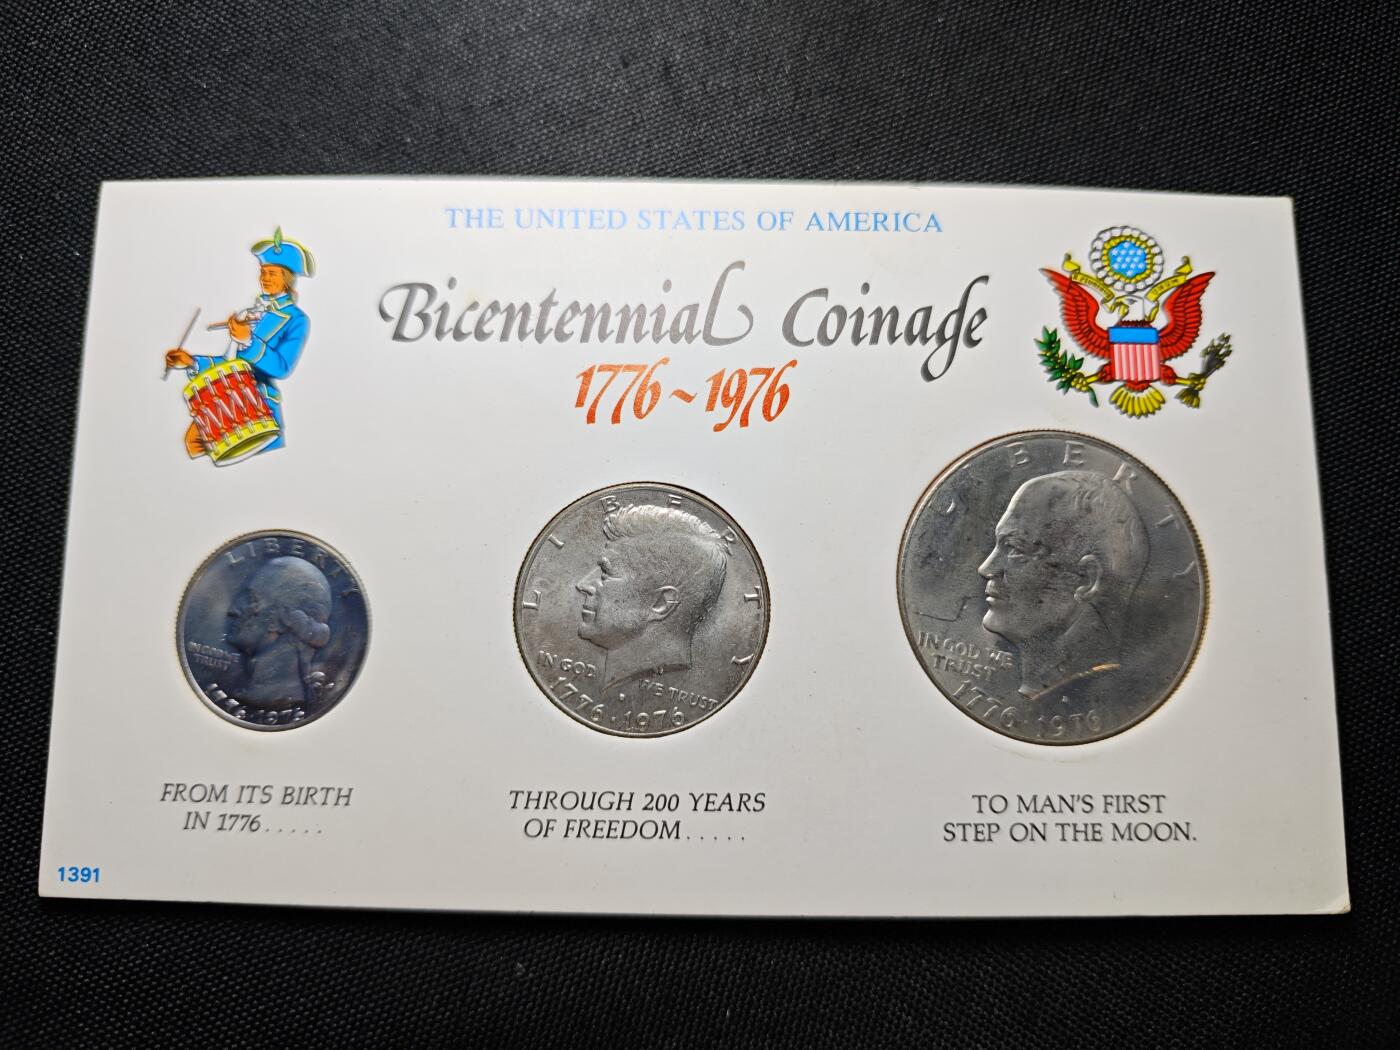 THE UNITED STATES OF AMERICA
Bicentennial Coinage
1776~1976
LIBERTY
IN GOD WE
TRUST
1776·1976
LIBERTY
IN GOD
WE TRUST
1776·1976
LIBERTY
IN GOD WE
TRUST
1776·1976
FROM ITS BIRTH
IN 1776.....
THROUGH 200 YEARS
OF FREEDOM.....
TO MAN'S FIRST
STEP ON THE MOON.
1391